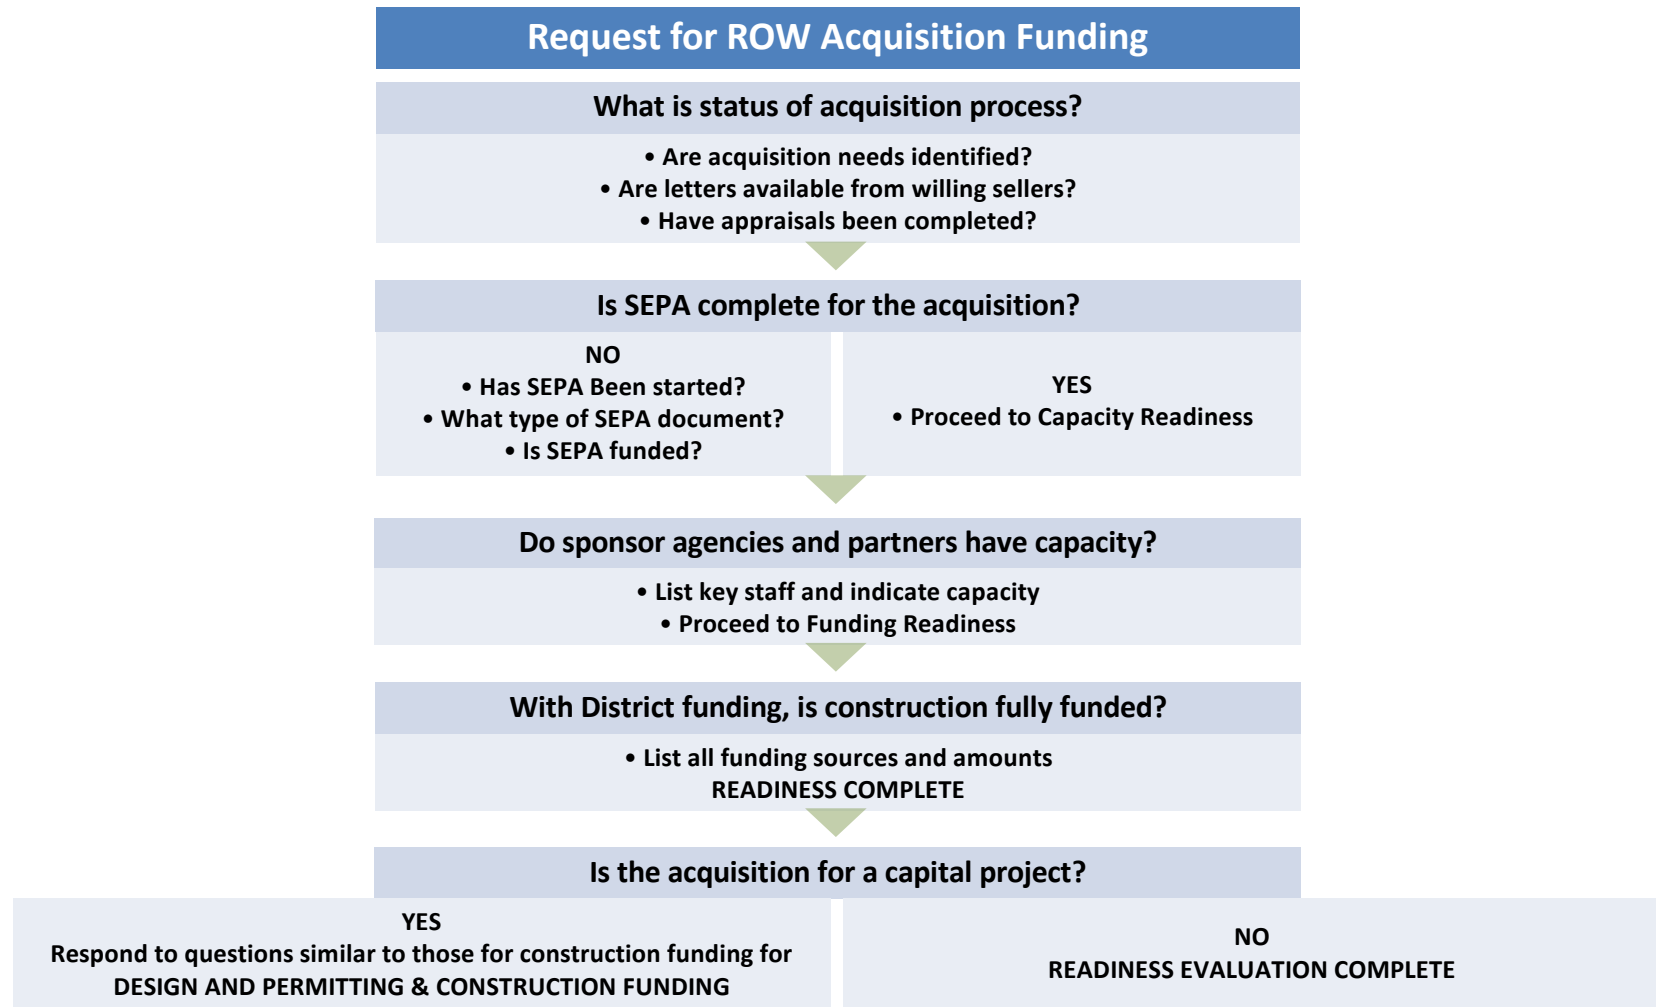 Request for ROW Acquisition Funding
What is status of acquisition process?
• Are acquisition needs identified?
• Are letters available from willing sellers?
• Have appraisals been completed?
Is SEPA complete for the acquisition?
NO
• Has SEPA Been started?
• What type of SEPA document?
• Is SEPA funded?
YES
• Proceed to Capacity Readiness
Do sponsor agencies and partners have capacity?
• List key staff and indicate capacity
• Proceed to Funding Readiness
With District funding, is construction fully funded?
• List all funding sources and amounts
READINESS COMPLETE
Is the acquisition for a capital project?
YES
Respond to questions similar to those for construction funding for
DESIGN AND PERMITTING & CONSTRUCTION FUNDING
NO
READINESS EVALUATION COMPLETE